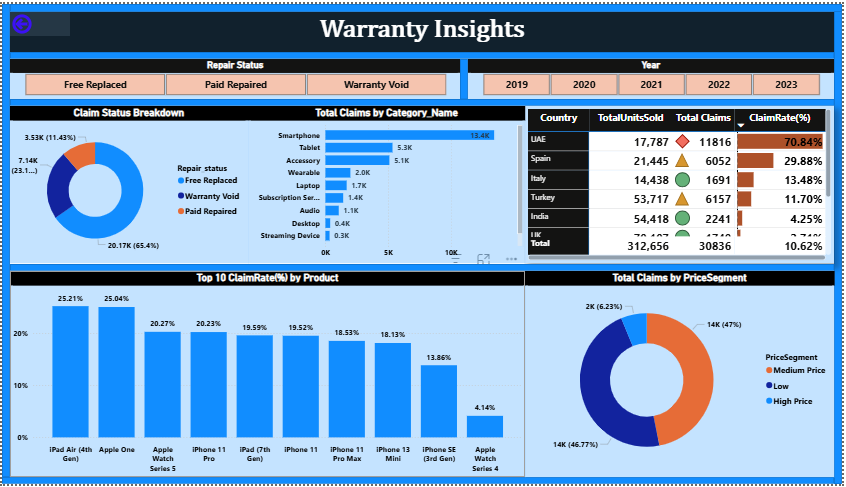 Warranty Insights
Repair Status
Year
Free Replaced Paid Repaired Warranty Void
2019 2020 2021 2022 2023
Claim Status Breakdown
3.53K (11.43%)
7.14K
(23.1...)
20.17K (65.4%)
Repair_status
Free Replaced
Warranty Void
Paid Repaired
Total Claims by Category_Name
Smartphone 13.4K
Tablet 5.3K
Accessory 5.1K
Wearable 2.0K
Laptop 1.7K
Subscription Ser... 1.4K
Audio 1.1K
Desktop 0.4K
Streaming Device 0.3K
0K 5K 10K
Country TotalUnitsSold Total Claims ClaimRate(%)
UAE 17,787 11816 70.84%
Spain 21,445 6052 29.88%
Italy 14,438 1691 13.48%
Turkey 53,717 6157 11.70%
India 54,418 2241 4.25%
UK
Total 312,656 30836 10.62%
Top 10 ClaimRate(%) by Product
25.21% 25.04% 20.27% 20.23% 19.59% 19.52% 18.53% 18.13% 13.86% 4.14%
20%
10%
0%
iPad Air (4th Apple One Apple iPhone 11 iPad (7th iPhone 11 iPhone 11 iPhone 13 iPhone SE Apple
Gen) Watch Pro Gen) Pro Max Mini (3rd Gen) Watch
Series 5 Series 4
Total Claims by PriceSegment
2K (6.23%)
14K (47%)
14K (46.77%)
PriceSegment
Medium Price
Low
High Price